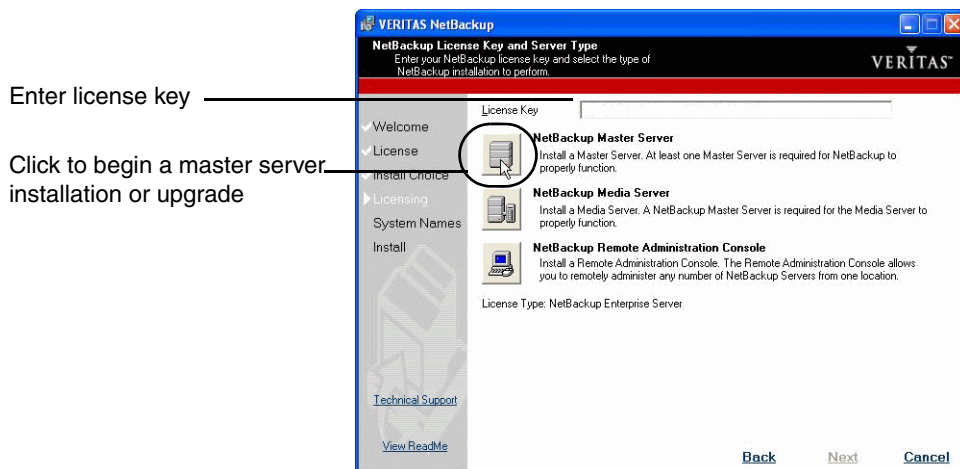 VERITAS NetBackup
NetBackup License Key and Server Type
Enter your NetBackup license key and select the type of
NetBackup installation to perform.
VERITAS™
Enter license key
License Key
Welcome
License
Install Choice
Licensing
System Names
Install
Click to begin a master server
installation or upgrade
NetBackup Master Server
Install a Master Server. At least one Master Server is required for NetBackup to
properly function.
NetBackup Media Server
Install a Media Server. A NetBackup Master Server is required for the Media Server to
properly function.
NetBackup Remote Administration Console
Install a Remote Administration Console. The Remote Administration Console allows
you to remotely administer any number of NetBackup Servers from one location.
License Type: NetBackup Enterprise Server
Technical Support
View ReadMe
Back Next Cancel